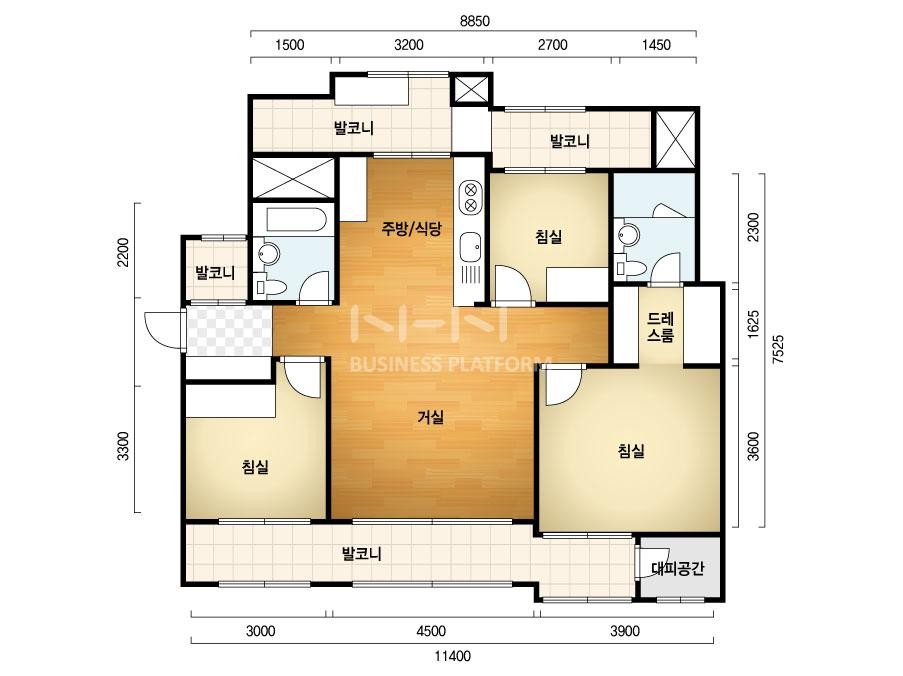 8850
1500
3200
2700
1450
발코니
발코니
주방/식당
침실
발코니
2200
2300
드레
스룸
1625
7525
NHN
BUSINESS PLATFORM
거실
침실
침실
3300
3600
발코니
대피공간
3000
4500
3900
11400